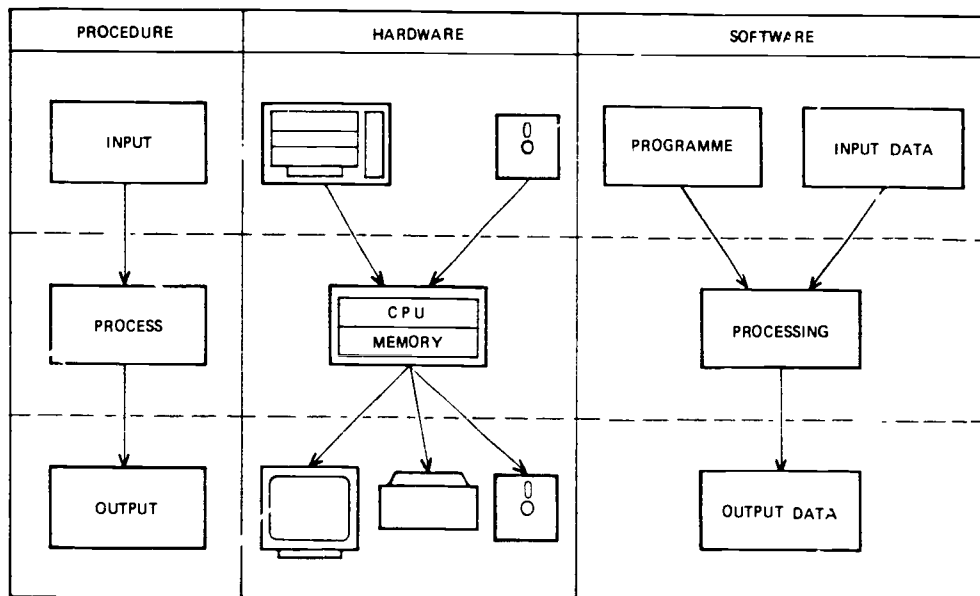 PROCEDURE
HARDWARE
SOFTWARE
INPUT
PROGRAMME
INPUT DATA
PROCESS
CPU
MEMORY
PROCESSING
OUTPUT
OUTPUT DATA